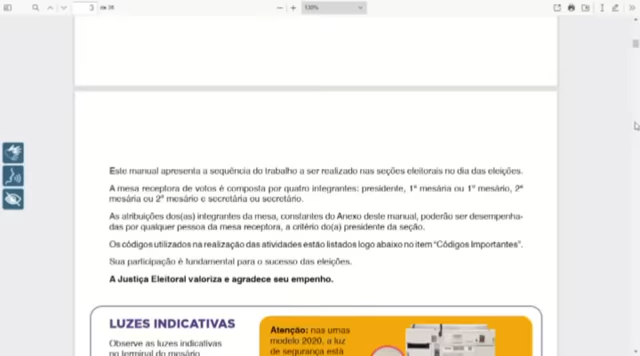 3 de 36
130%
Este manual apresenta a sequência do trabalho a ser realizado nas seções eleitorais no dia das eleições.
A mesa receptora de votos é composta por quatro integrantes: presidente, 1ª mesária ou 1º mesário, 2ª
mesária ou 2º mesário e secretária ou secretário.
As atribuições dos(as) integrantes da mesa, constantes do Anexo deste manual, poderão ser desempenha-
das por qualquer pessoa da mesa receptora, a critério do(a) presidente da seção.
Os códigos utilizados na realização das atividades estão listados logo abaixo no item "Códigos Importantes".
Sua participação é fundamental para o sucesso das eleições.
A Justiça Eleitoral valoriza e agradece seu empenho.
LUZES INDICATIVAS
Observe as luzes indicativas
no terminal do mesário
Atenção: nas urnas
modelo 2020, a luz
de segurança está